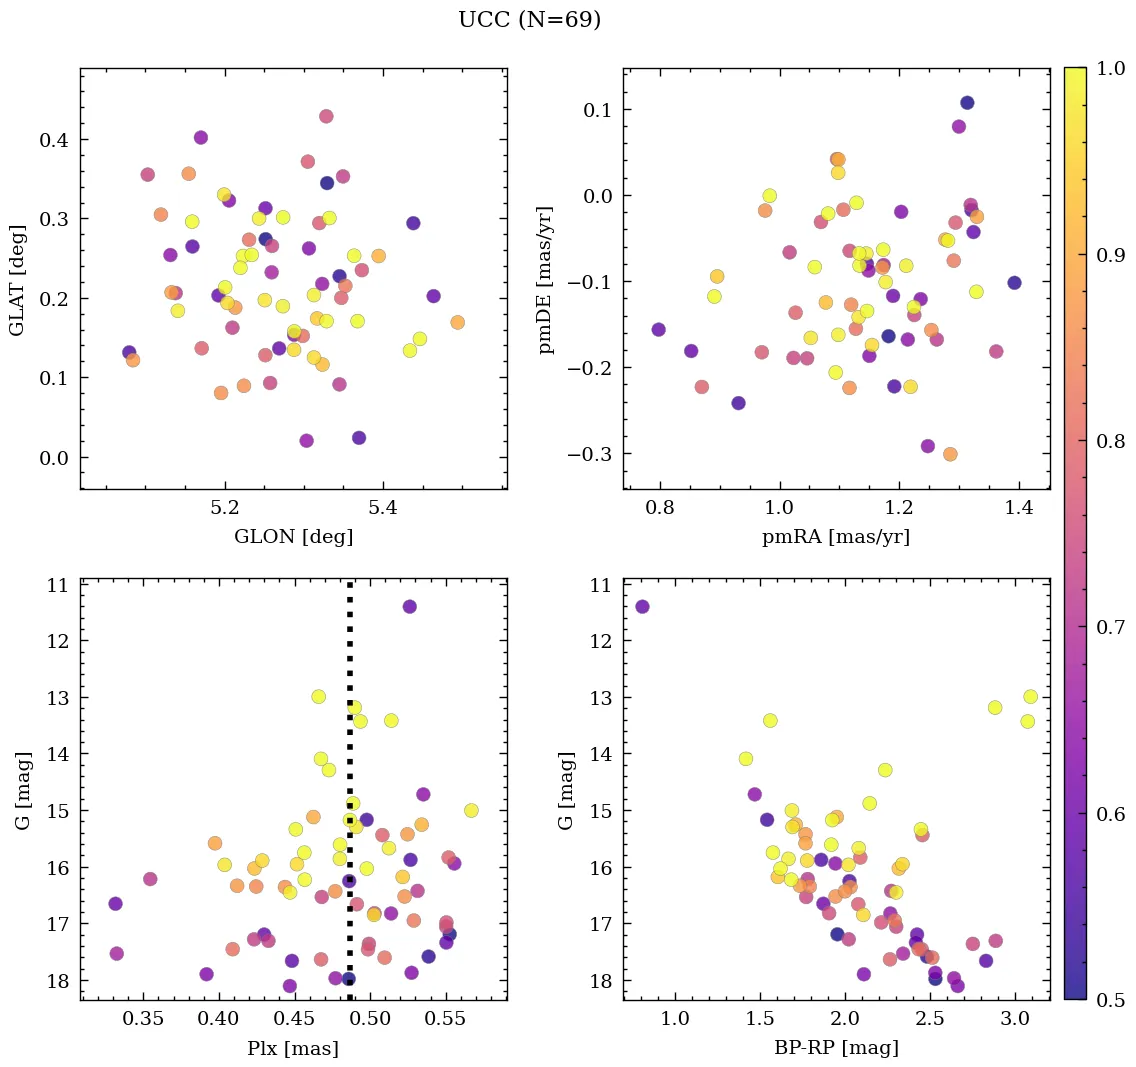 UCC (N=69)
0.4
0.3
0.2
0.1
0.0
GLAT [deg]
5.2 5.4
GLON [deg]
0.1
0.0
−0.1
−0.2
−0.3
pmDE [mas/yr]
0.8 1.0 1.2 1.4
pmRA [mas/yr]
11
12
13
14
15
16
17
18
G [mag]
0.35 0.40 0.45 0.50 0.55
Plx [mas]
11
12
13
14
15
16
17
18
G [mag]
1.0 1.5 2.0 2.5 3.0
BP-RP [mag]
1.0
0.9
0.8
0.7
0.6
0.5